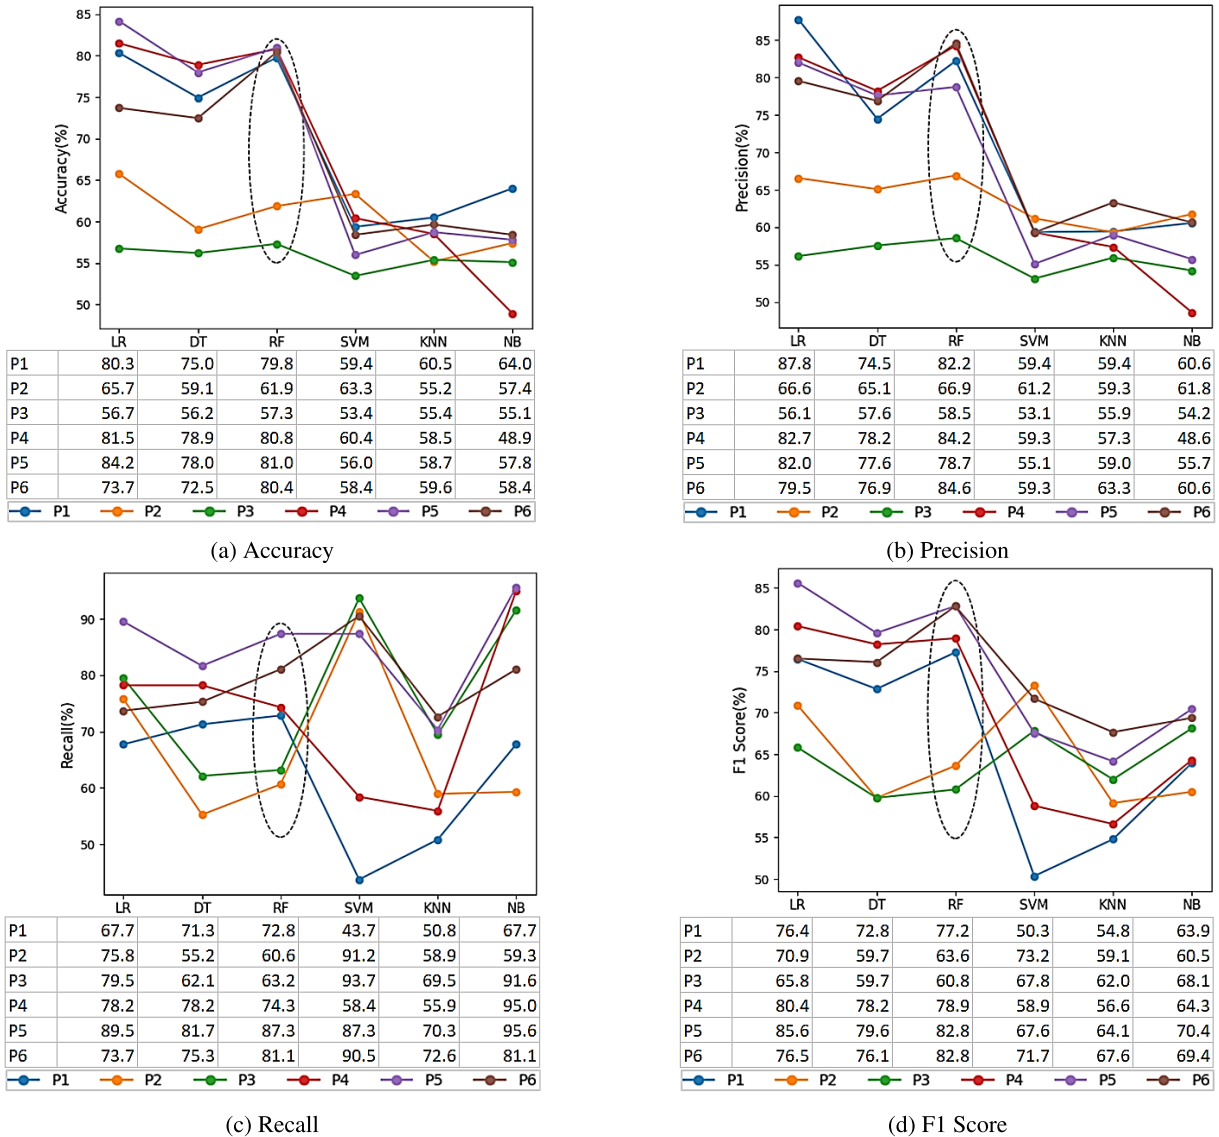 85
80
75
70
65
60
55
50
Accuracy(%)
LR DT RF SVM KNN NB
P1 80.3 75.0 79.8 59.4 60.5 64.0
P2 65.7 59.1 61.9 63.3 55.2 57.4
P3 56.7 56.2 57.3 53.4 55.4 55.1
P4 81.5 78.9 80.8 60.4 58.5 48.9
P5 84.2 78.0 81.0 56.0 58.7 57.8
P6 73.7 72.5 80.4 58.4 59.6 58.4
P1 P2 P3 P4 P5 P6
(a) Accuracy
85
80
75
70
65
60
55
50
Precision(%)
LR DT RF SVM KNN NB
P1 87.8 74.5 82.2 59.4 59.4 60.6
P2 66.6 65.1 66.9 61.2 59.3 61.8
P3 56.1 57.6 58.5 53.1 55.9 54.2
P4 82.7 78.2 84.2 59.3 57.3 48.6
P5 82.0 77.6 78.7 55.1 59.0 55.7
P6 79.5 76.9 84.6 59.3 63.3 60.6
P1 P2 P3 P4 P5 P6
(b) Precision
90
80
70
60
50
Recall(%)
LR DT RF SVM KNN NB
P1 67.7 71.3 72.8 43.7 50.8 67.7
P2 75.8 55.2 60.6 91.2 58.9 59.3
P3 79.5 62.1 63.2 93.7 69.5 91.6
P4 78.2 78.2 74.3 58.4 55.9 95.0
P5 89.5 81.7 87.3 87.3 70.3 95.6
P6 73.7 75.3 81.1 90.5 72.6 81.1
P1 P2 P3 P4 P5 P6
(c) Recall
85
80
75
70
65
60
55
50
F1 Score(%)
LR DT RF SVM KNN NB
P1 76.4 72.8 77.2 50.3 54.8 63.9
P2 70.9 59.7 63.6 73.2 59.1 60.5
P3 65.8 59.7 60.8 67.8 62.0 68.1
P4 80.4 78.2 78.9 58.9 56.6 64.3
P5 85.6 79.6 82.8 67.6 64.1 70.4
P6 76.5 76.1 82.8 71.7 67.6 69.4
P1 P2 P3 P4 P5 P6
(d) F1 Score